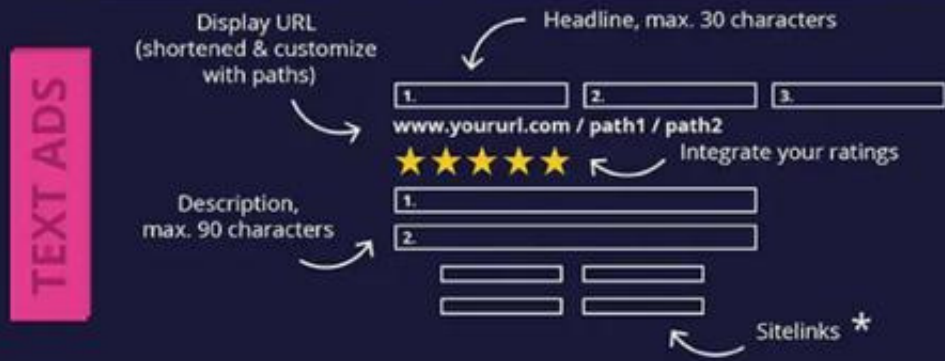 TEXT ADS
Display URL
(shortened & customize
with paths)
Headline, max. 30 characters
1.
2.
3.
www.yoururl.com / path1 / path2
Integrate your ratings
Description,
max. 90 characters
1.
2.
Sitelinks *